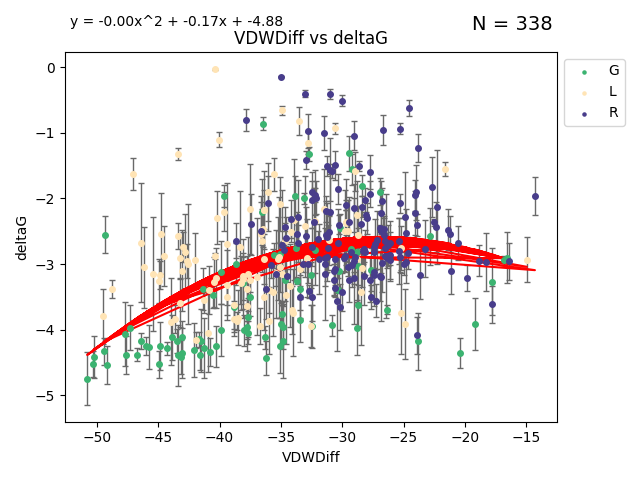 y = -0.00x^2 + -0.17x + -4.88
N = 338
VDWDiff vs deltaG
G
L
R
deltaG
0
−1
−2
−3
−4
−5
−50 −45 −40 −35 −30 −25 −20 −15
VDWDiff